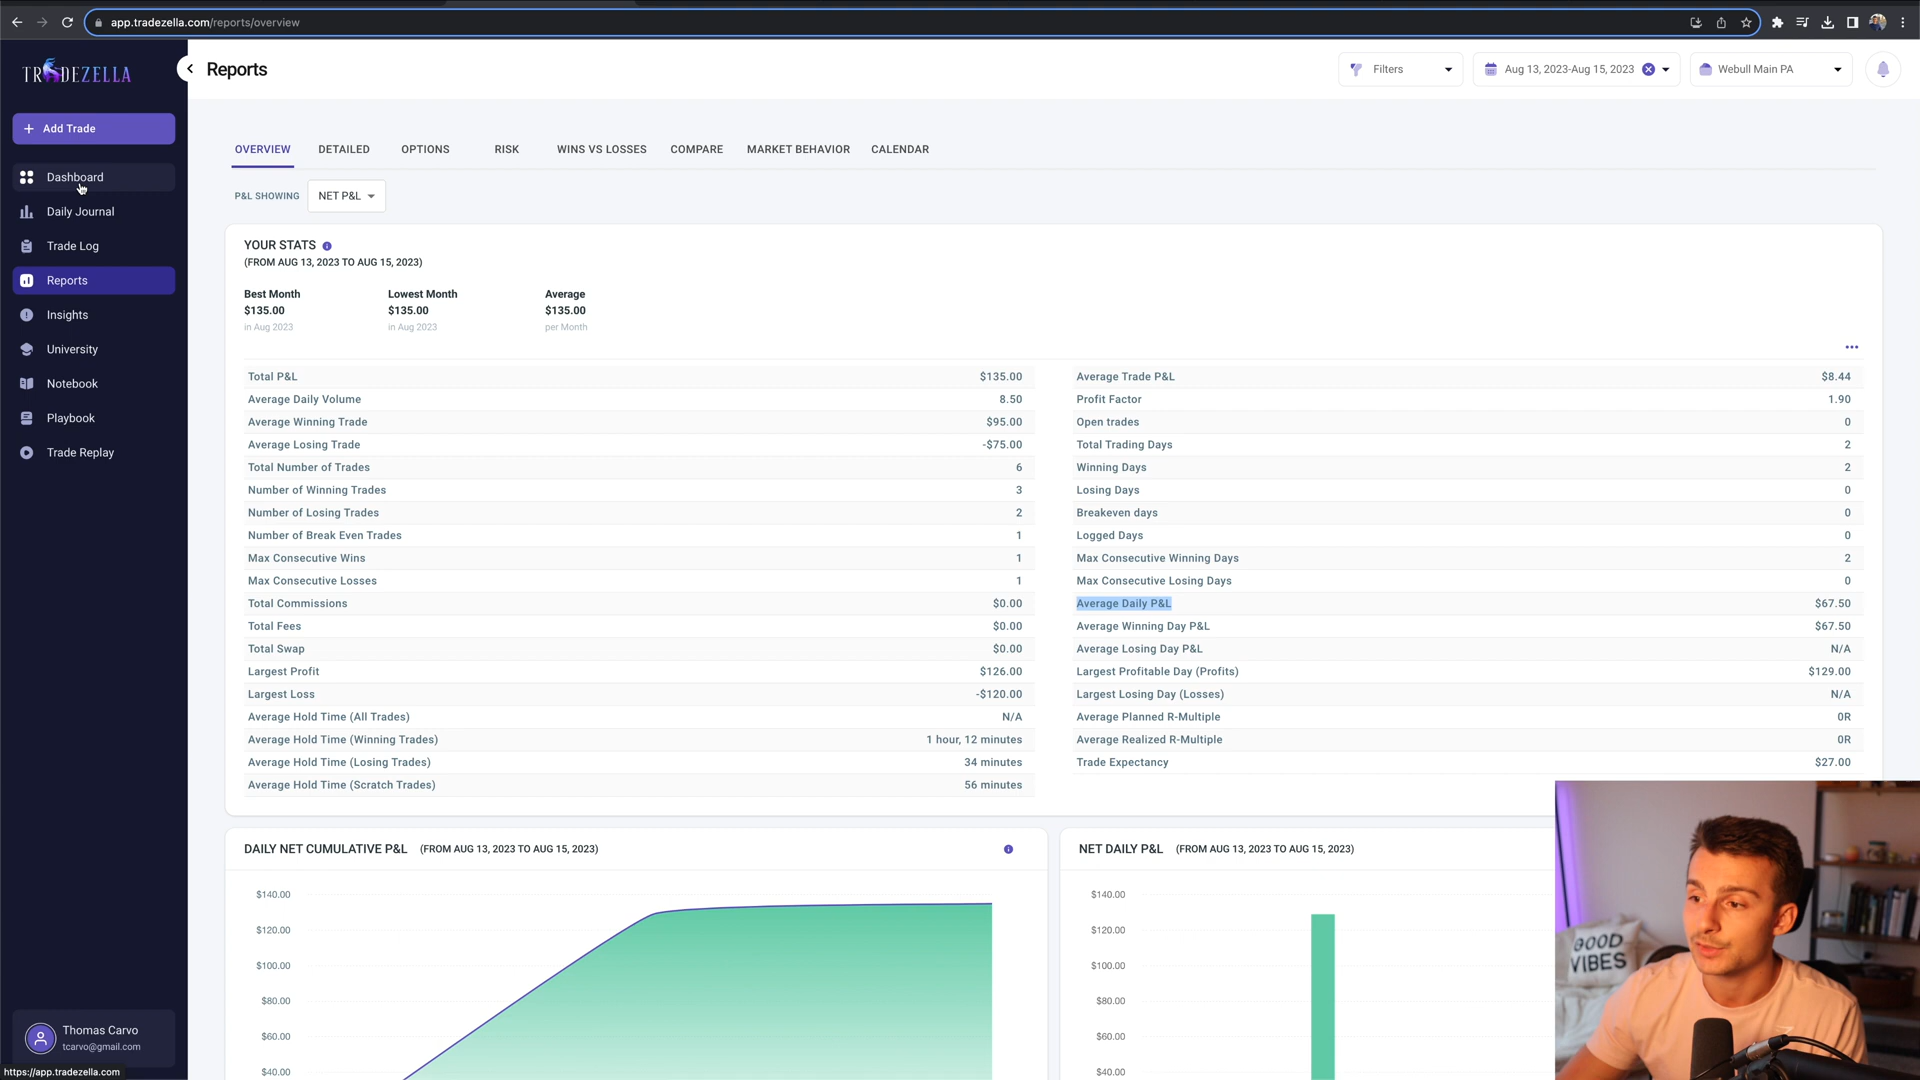 app.tradezella.com/reports/overview
TRADEZELLA
Reports
Filters
Aug 13, 2023-Aug 15, 2023
Webull Main PA
+ Add Trade
Dashboard
Daily Journal
Trade Log
Reports
Insights
University
Notebook
Playbook
Trade Replay
OVERVIEW
DETAILED
OPTIONS
RISK
WINS VS LOSSES
COMPARE
MARKET BEHAVIOR
CALENDAR
P&L SHOWING
NET P&L
YOUR STATS
(FROM AUG 13, 2023 TO AUG 15, 2023)
Best Month
$135.00
in Aug 2023
Lowest Month
$135.00
in Aug 2023
Average
$135.00
per Month
Total P&L $135.00
Average Daily Volume 8.50
Average Winning Trade $95.00
Average Losing Trade -$75.00
Total Number of Trades 6
Number of Winning Trades 3
Number of Losing Trades 2
Number of Break Even Trades 1
Max Consecutive Wins 1
Max Consecutive Losses 1
Total Commissions $0.00
Total Fees $0.00
Total Swap $0.00
Largest Profit $126.00
Largest Loss -$120.00
Average Hold Time (All Trades) N/A
Average Hold Time (Winning Trades) 1 hour, 12 minutes
Average Hold Time (Losing Trades) 34 minutes
Average Hold Time (Scratch Trades) 56 minutes
Average Trade P&L $8.44
Profit Factor 1.90
Open trades 0
Total Trading Days 2
Winning Days 2
Losing Days 0
Breakeven days 0
Logged Days 0
Max Consecutive Winning Days 2
Max Consecutive Losing Days 0
Average Daily P&L $67.50
Average Winning Day P&L $67.50
Average Losing Day P&L N/A
Largest Profitable Day (Profits) $129.00
Largest Losing Day (Losses) N/A
Average Planned R-Multiple 0R
Average Realized R-Multiple 0R
Trade Expectancy $27.00
DAILY NET CUMULATIVE P&L (FROM AUG 13, 2023 TO AUG 15, 2023)
$140.00
$120.00
$100.00
$80.00
$60.00
$40.00
NET DAILY P&L (FROM AUG 13, 2023 TO AUG 15, 2023)
$140.00
$120.00
$100.00
$80.00
$60.00
$40.00
GOOD
VIBES
Thomas Carvo
tcarvo@gmail.com
https://app.tradezella.com